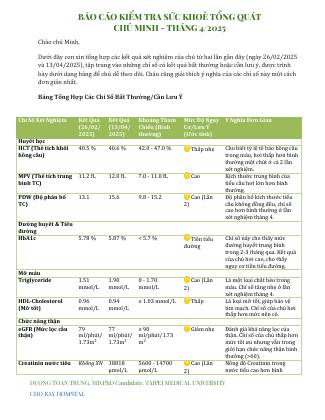 BÁO CÁO KIỂM TRA SỨC KHOẺ TỔNG QUÁT
CHÚ MINH - THÁNG 4/2025
Chào chú Minh,
Dưới đây con xin tổng hợp các kết quả xét nghiệm của chú từ hai lần gần đây (ngày 26/02/2025
và 13/04/2025), tập trung vào những chỉ số có kết quả bất thường hoặc cần lưu ý, được trình
bày dưới dạng bảng để chú dễ theo dõi. Cháu cũng giải thích ý nghĩa của các chỉ số này một cách
đơn giản nhất.
Bảng Tổng Hợp Các Chỉ Số Bất Thường/Cần Lưu Ý
Chỉ Số Xét Nghiệm Kết Quả (26/02/2025) Kết Quả (13/04/2025) Khoảng Tham Chiếu (Bình thường) Mức Độ Nguy Cơ/Lưu Ý (Ước tính) Ý Nghĩa Đơn Giản
Huyết học
HCT (Thể tích khối hồng cầu) 40.5 % 40.6 % 42.0 - 47.0 % Thấp nhẹ Cho biết tỷ lệ tế bào hồng cầu trong máu, hơi thấp hơn bình thường một chút ở cả 2 lần xét nghiệm.
MPV (Thể tích trung bình TC) 11.2 fL 12.0 fL 7.0 - 11.0 fL Cao Kích thước trung bình của tiểu cầu hơi lớn hơn bình thường.
PDW (Độ phân bố TC) 13.1 15.6 9.8 - 15.2 Cao (Lần 2) Độ phân bố kích thước tiểu cầu không đồng đều, chỉ số cao hơn bình thường ở lần xét nghiệm tháng 4.
Đường huyết & Tiểu đường
HbA1c 5.78 % 5.87 % < 5.7 % Tiền tiểu đường Chỉ số này cho thấy mức đường huyết trung bình trong 2-3 tháng qua. Kết quả của chú hơi cao, cho thấy nguy cơ tiền tiểu đường.
Mỡ máu
Triglyceride 1.51 mmol/L 1.90 mmol/L 0 - 1.70 mmol/L Cao (Lần 2) Là một loại chất béo trong máu. Chỉ số tăng nhẹ ở lần xét nghiệm tháng 4.
HDL-Cholesterol (Mỡ tốt) 0.96 mmol/L 0.94 mmol/L ≥ 1.03 mmol/L Thấp Là loại mỡ tốt, giúp bảo vệ tim mạch. Chỉ số của chú hơi thấp hơn mức nên có.
Chức năng thận
eGFR (Mức lọc cầu thận) 79 ml/phút/1.73m² 77 ml/phút/1.73m² ≥ 90 ml/phút/1.73 m² Giảm nhẹ Đánh giá khả năng lọc của thận. Chỉ số của chú thấp hơn mức tối ưu nhưng vẫn trong giới hạn chức năng thận bình thường (>60).
Creatinin nước tiểu Không XN 18818 µmol/L 5600 - 14700 µmol/L Cao (Lần 2) Nồng độ Creatinin trong nước tiểu cao hơn bình
DUONG TOAN TRUNG, MD.PhD Candidate. TAIPEI MEDICAL UNIVERSITY
CHO RAY HOSPITAL